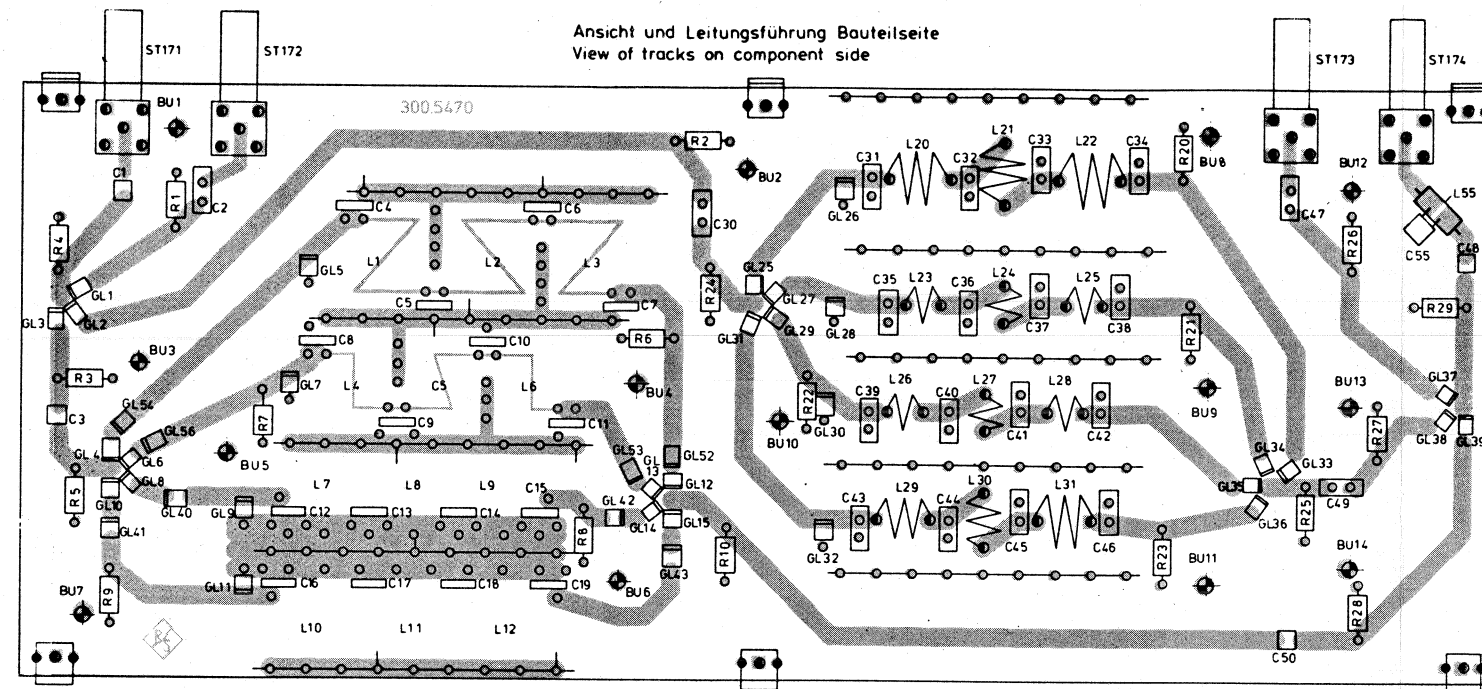 Ansicht und Leitungsführung Bauteilseite
View of tracks on component side
ST171
ST172
ST173
ST174
300.5470
BU1
C1
R1
C2
R4
GL1
GL2
GL3
BU3
R3
C3
GL5
C4
C6
L1
L2
L3
C5
C7
C8
C10
GL7
L4
C5
L6
C9
C11
R6
BU4
R7
BU5
GL54
GL56
GL4
GL6
GL8
GL10
R5
GL40
GL41
GL9
L7
L8
L9
C15
C12
C13
C14
GL11
C16
C17
C18
C19
R9
BU7
L10
L11
L12
R8
BU6
GL53
GL
13
GL52
GL12
GL42
GL14
GL15
GL43
R10
R2
BU2
C30
R24
GL25
GL27
GL29
GL31
GL26
C31
L20
C32
L21
C33
L22
C34
R20
BU8
GL28
C35
L23
C36
L24
C37
L25
C38
R21
BU9
R22
BU10
GL30
C39
L26
C40
L27
C41
L28
C42
GL32
C43
L29
C44
L30
C45
L31
C46
R23
BU11
GL34
GL33
GL35
GL36
R25
C49
BU12
C47
R26
L55
C55
C48
R29
BU13
GL37
GL38
GL39
R27
BU14
R28
C50